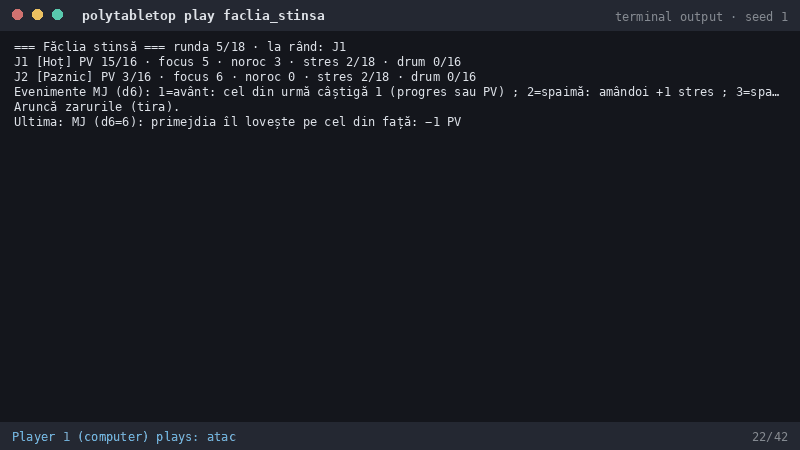 polytabletop play faclia_stinsa
terminal output · seed 1
=== Făclia stinsă === runda 5/18 · la rând: J1
J1 [Hoț] PV 15/16 · focus 5 · noroc 3 · stres 2/18 · drum 0/16
J2 [Paznic] PV 3/16 · focus 6 · noroc 0 · stres 2/18 · drum 0/16
Evenimente MJ (d6): 1=avânt: cel din urmă câștigă 1 (progres sau PV) ; 2=spaimă: amândoi +1 stres ; 3=spa…
Aruncă zarurile (tira).
Ultima: MJ (d6=6): primejdia îl lovește pe cel din față: −1 PV
Player 1 (computer) plays: atac
22/42